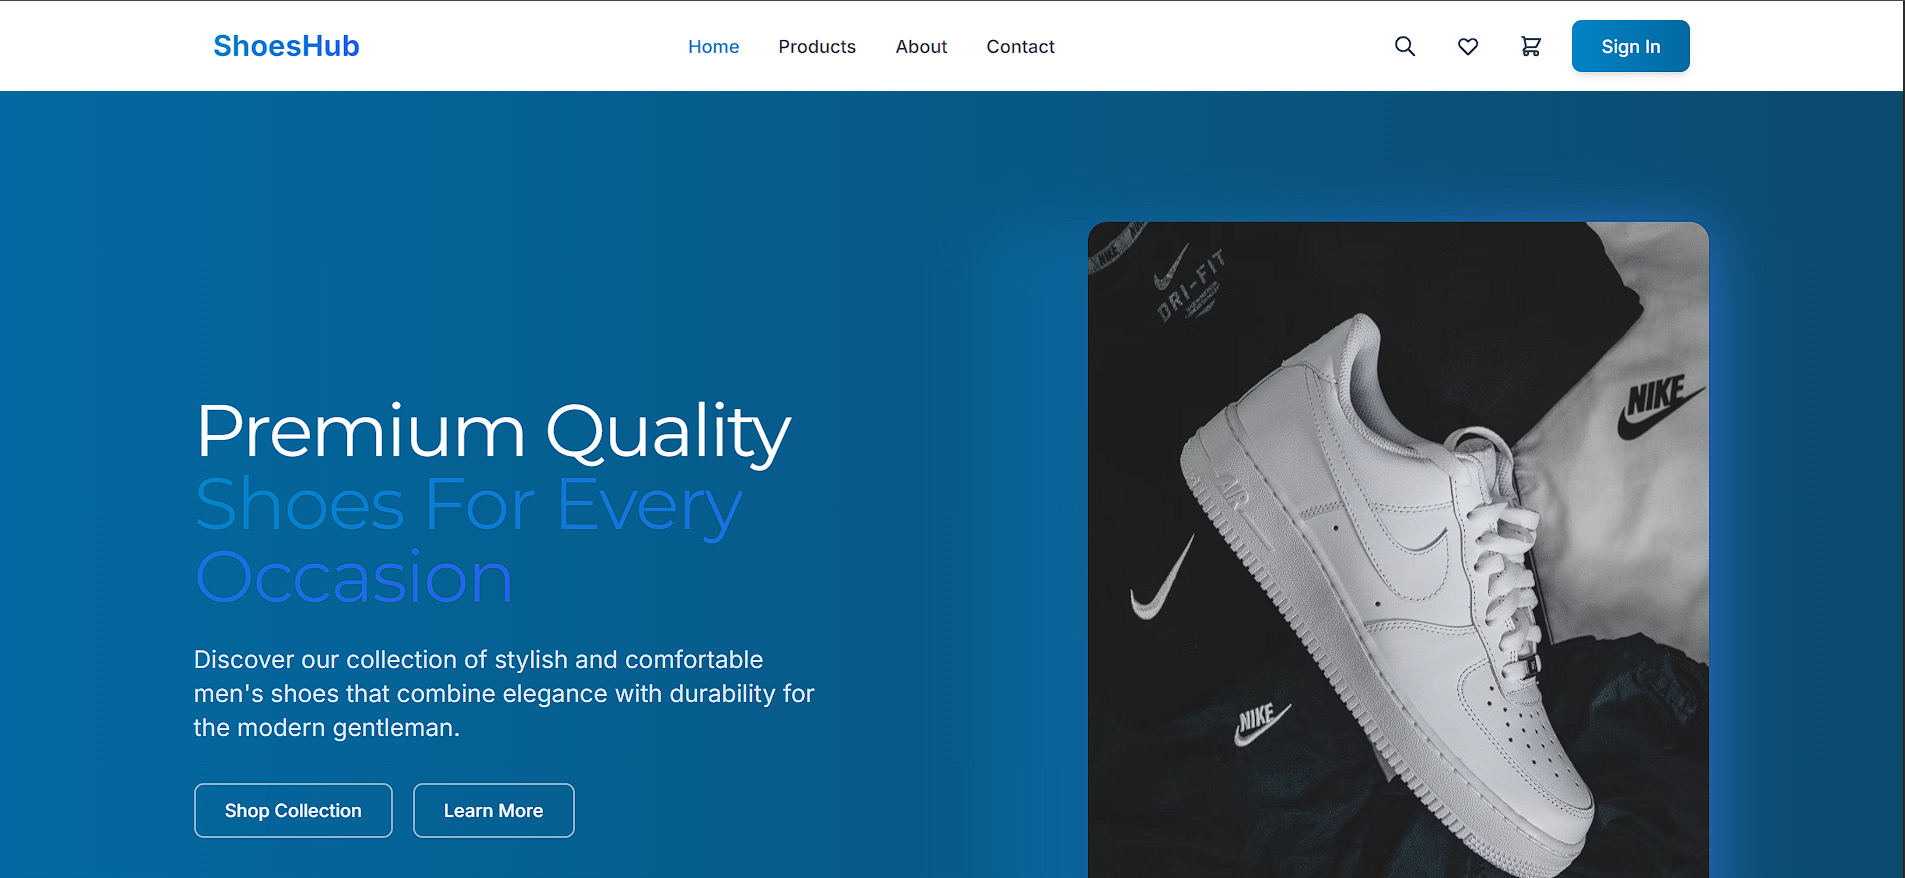 ShoesHub
Home
Products
About
Contact
Sign In
Premium Quality
Shoes For Every
Occasion
Discover our collection of stylish and comfortable
men's shoes that combine elegance with durability for
the modern gentleman.
Shop Collection
Learn More
NIKE
DRI-FIT
NIKE
AIR
NIKE